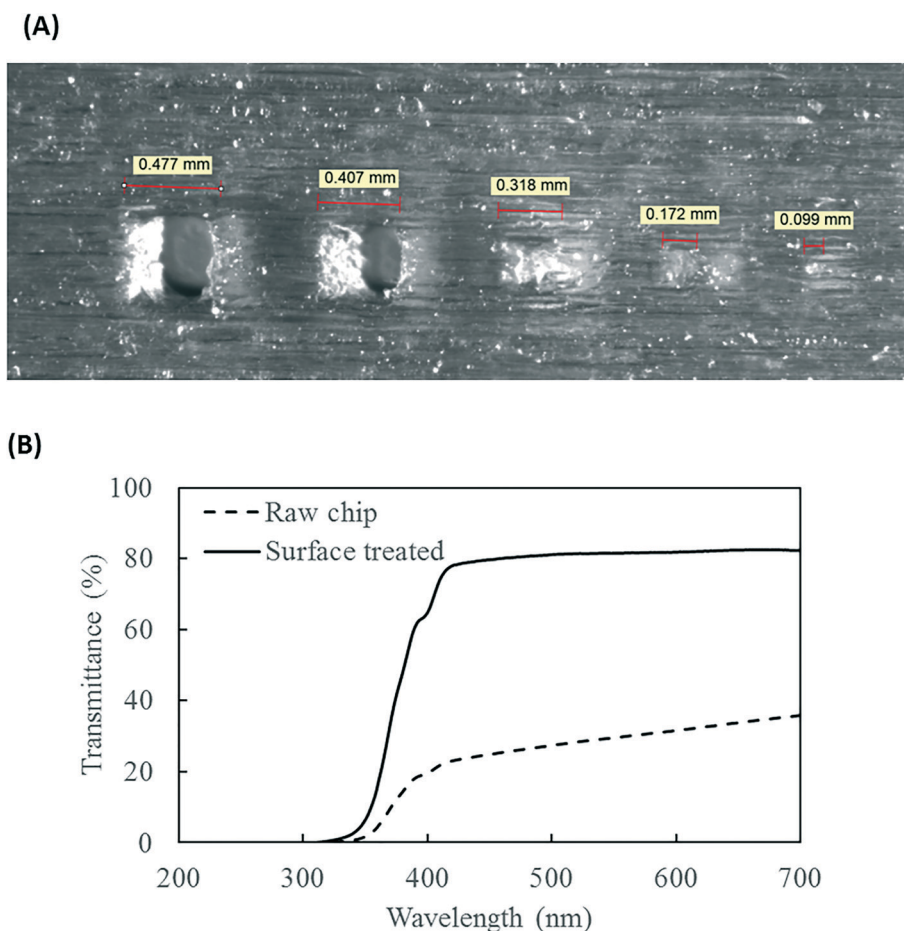 (A)
0.477 mm
0.407 mm
0.318 mm
0.172 mm
0.099 mm
(B)
100
80
60
40
20
0
Transmittance (%)
Raw chip
Surface treated
200 300 400 500 600 700
Wavelength (nm)